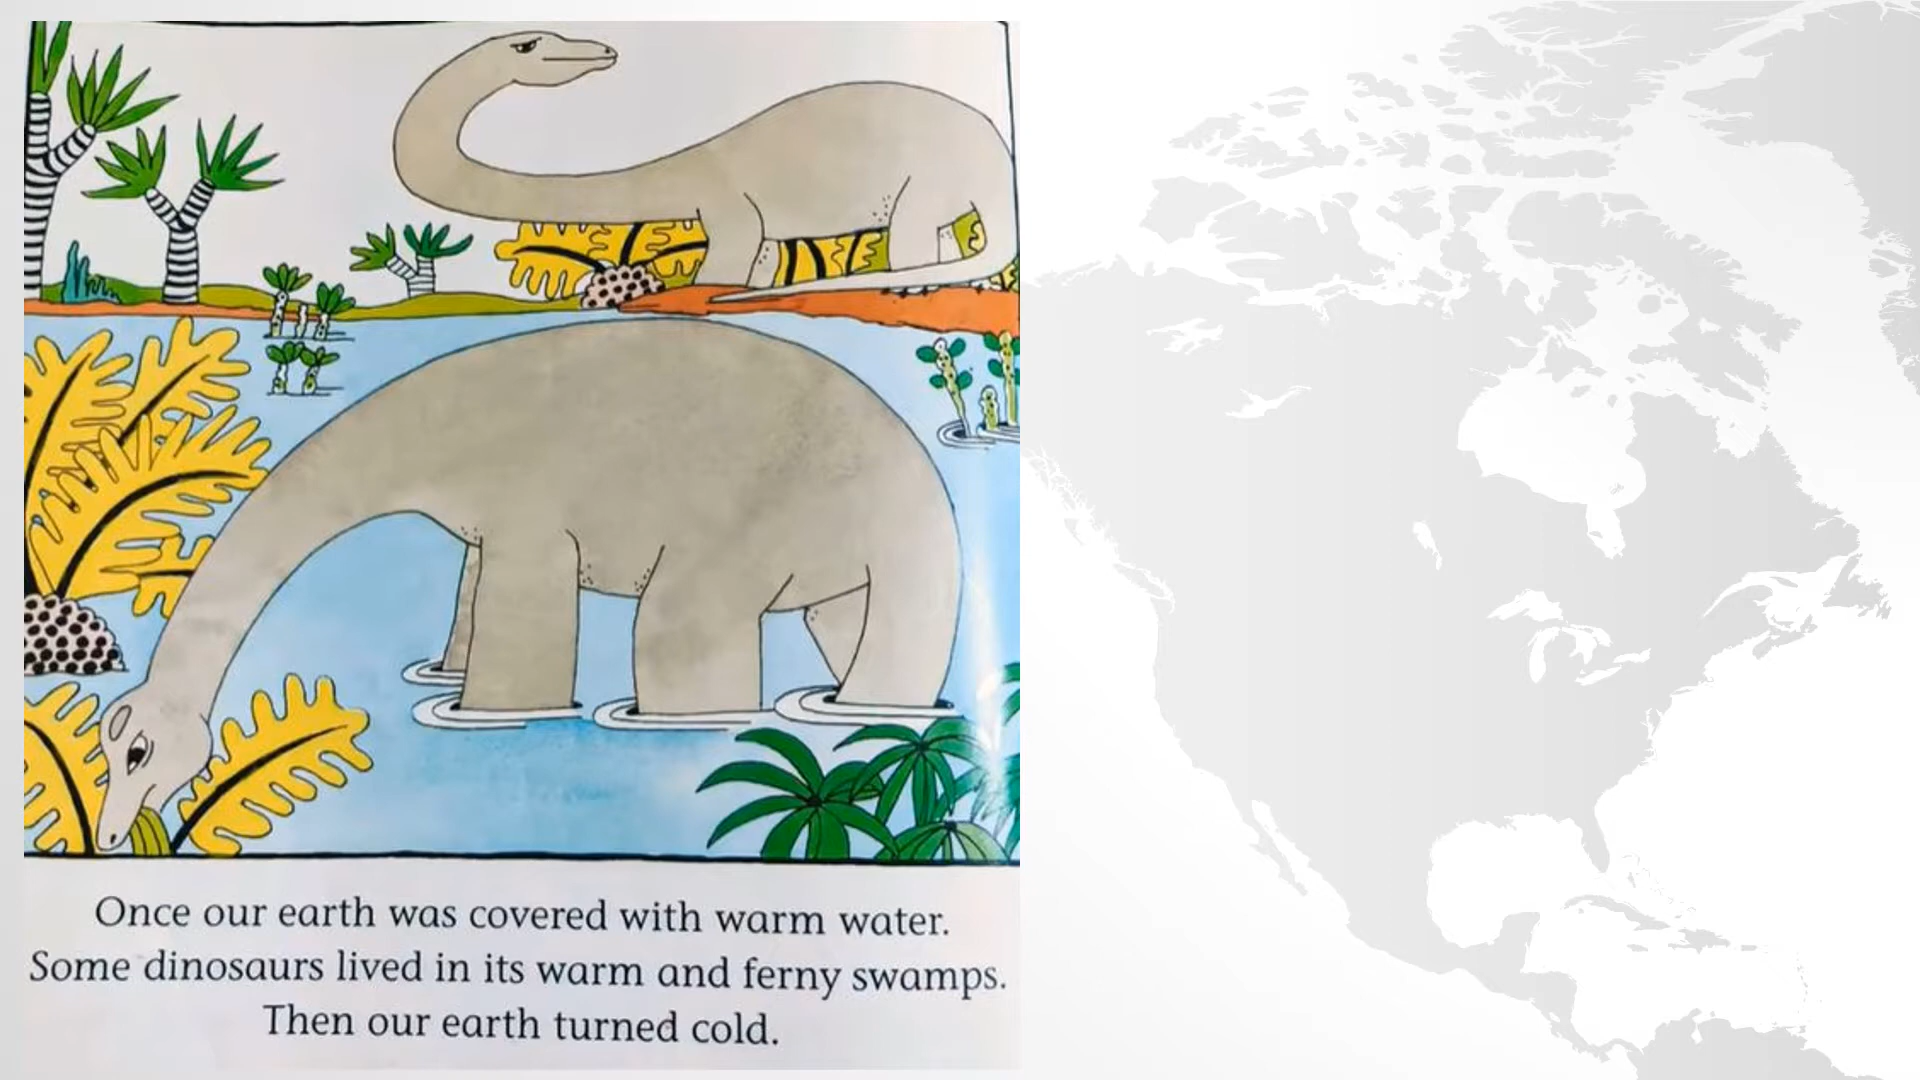 Once our earth was covered with warm water.
Some dinosaurs lived in its warm and ferny swamps.
Then our earth turned cold.